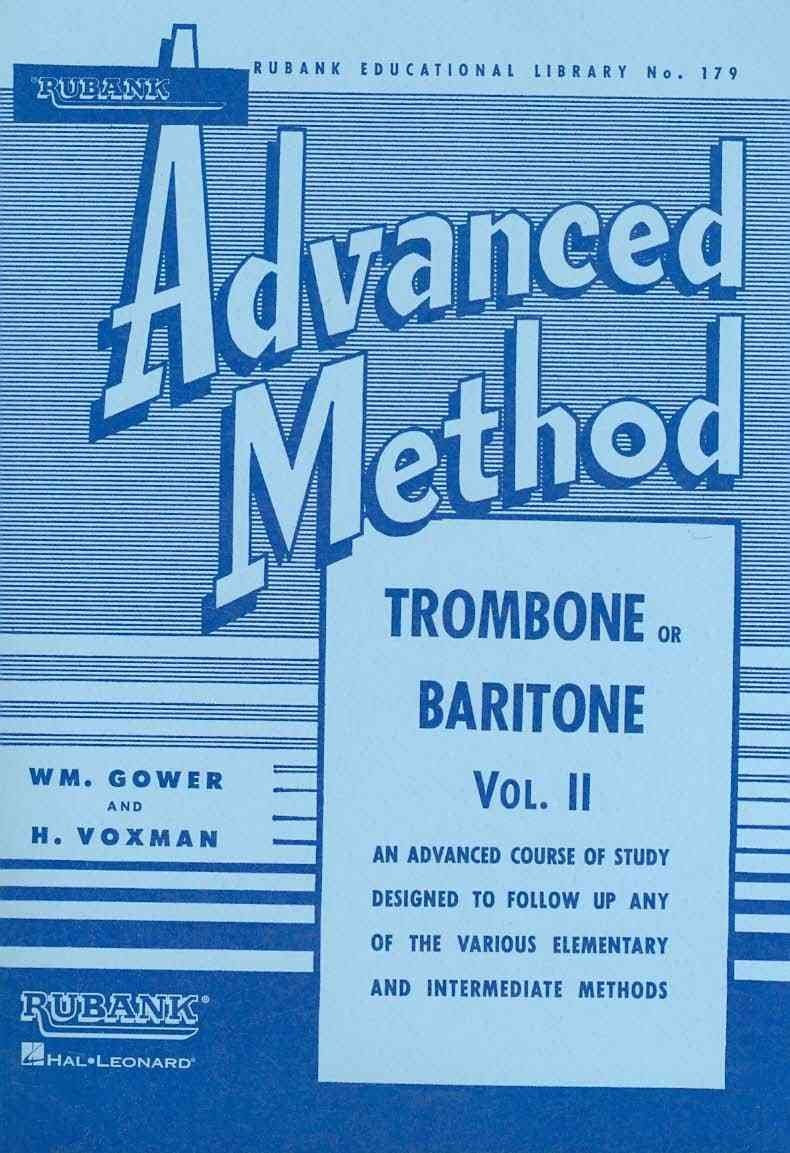 RUBANK EDUCATIONAL LIBRARY No. 179
®RUBANK
Advanced
Method
TROMBONE OR
BARITONE
VOL. II
WM. GOWER
AND
H. VOXMAN
AN ADVANCED COURSE OF STUDY
DESIGNED TO FOLLOW UP ANY
OF THE VARIOUS ELEMENTARY
AND INTERMEDIATE METHODS
RUBANK®
HAL•LEONARD®